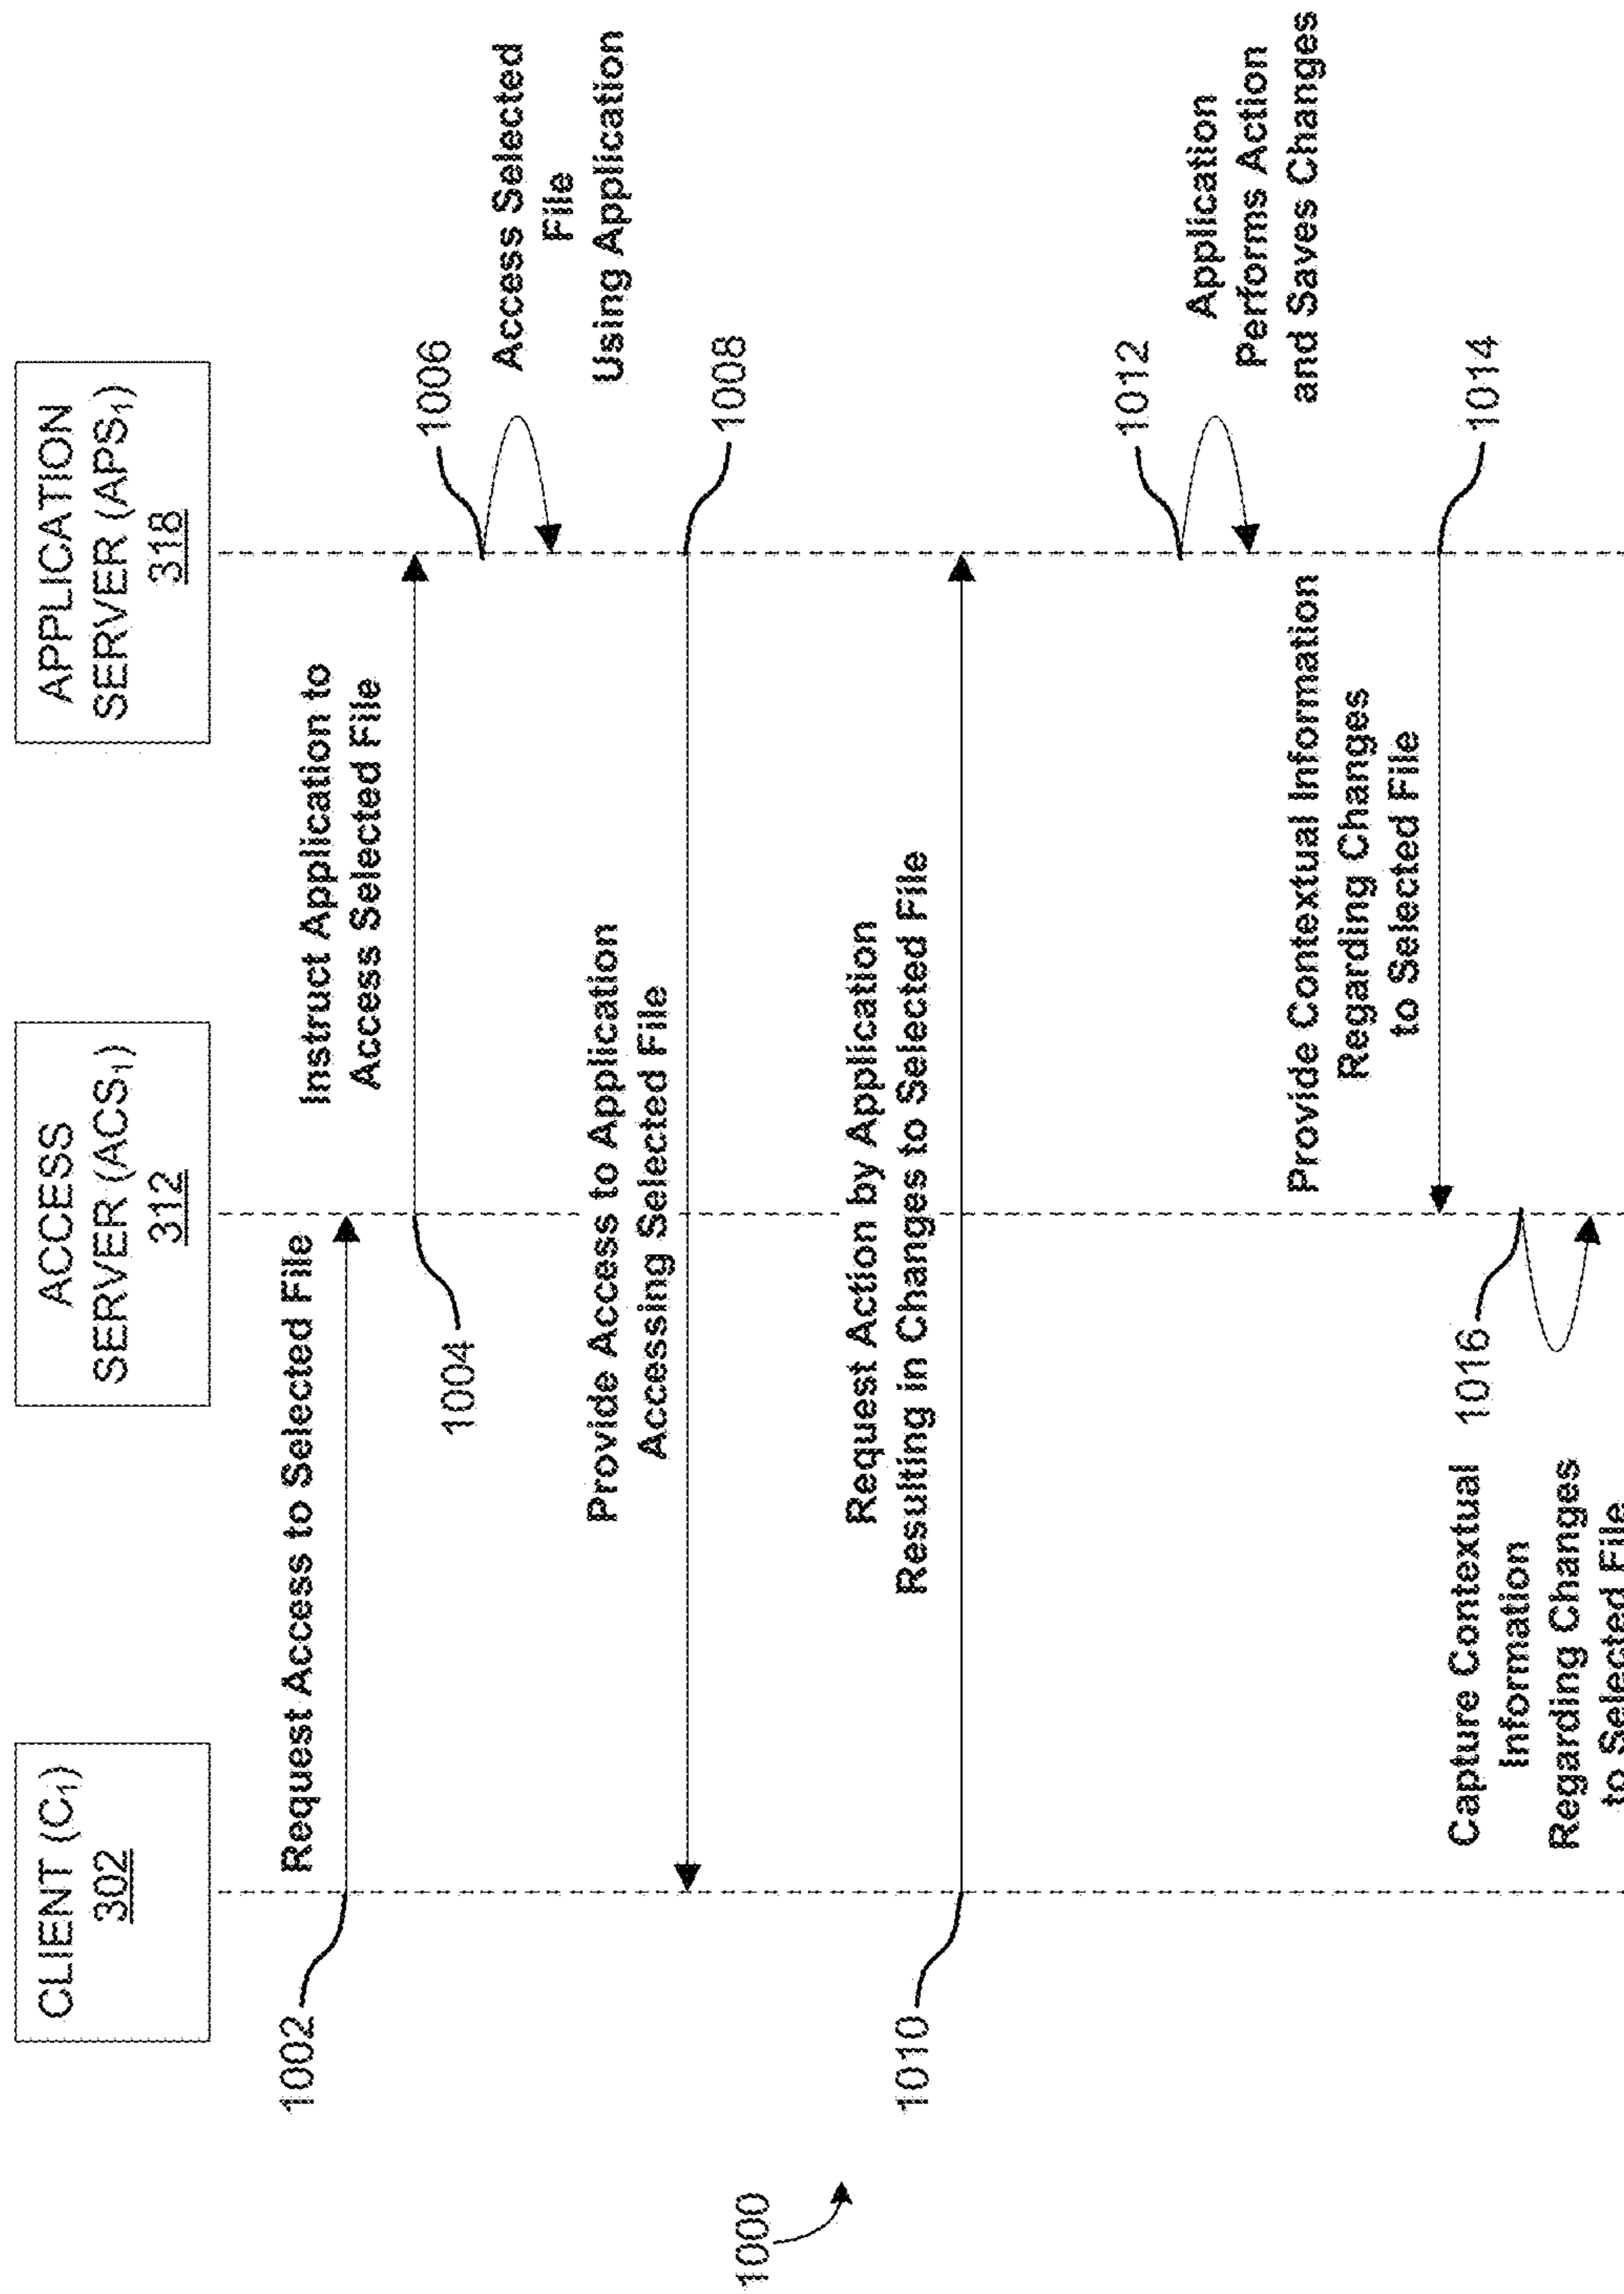 CLIENT (C₁)
302
ACCESS
SERVER (ACS₁)
312
APPLICATION
SERVER (APS₁)
318
1002
Request Access to Selected File
Instruct Application to
Access Selected File
1004
1006
Access Selected
File
Using Application
Provide Access to Application
Accessing Selected File
1008
1000
1010
Request Action by Application
Resulting in Changes to Selected File
1012
Application
Performs Action
and Saves Changes
Provide Contextual Information
Regarding Changes
to Selected File
1014
1016
Capture Contextual
Information
Regarding Changes
to Selected File